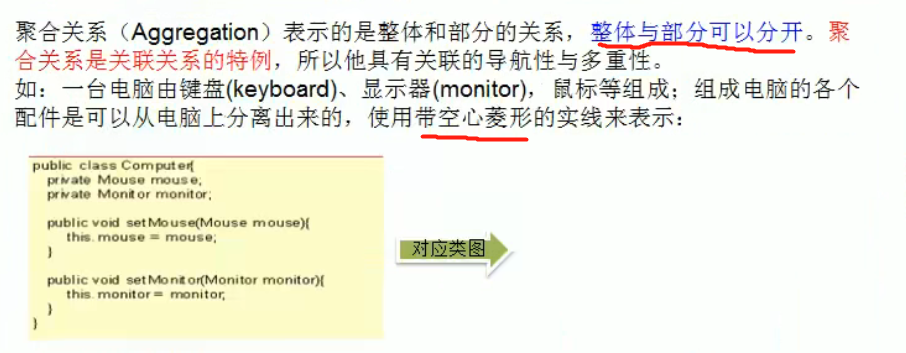 聚合关系（Aggregation）表示的是整体和部分的关系，整体与部分可以分开。聚
合关系是关联关系的特例，所以他具有关联的导航性与多重性。
如：一台电脑由键盘(keyboard)、显示器(monitor)，鼠标等组成；组成电脑的各个
配件是可以从电脑上分离出来的，使用带空心菱形的实线来表示：
public class Computer{
private Mouse mouse;
private Monitor monitor;
public void setMouse(Mouse mouse){
this.mouse = mouse;
}
public void setMonitor(Monitor monitor){
this.monitor = monitor;
}
}
对应类图